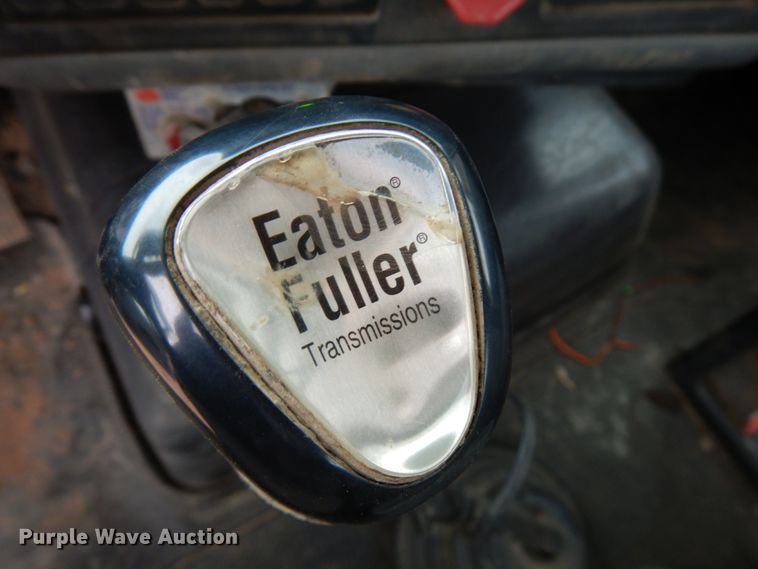 Eaton®
Fuller®
Transmissions
Purple Wave Auction